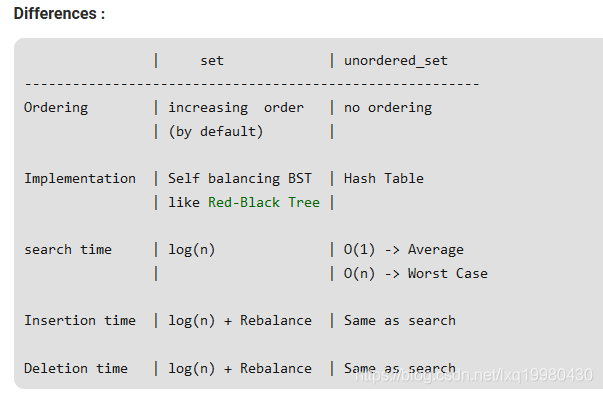 Differences :
| set | unordered_set
---------------------------------------------------------
Ordering | increasing order | no ordering
| (by default) |
Implementation | Self balancing BST | Hash Table
| like Red-Black Tree |
search time | log(n) | O(1) -> Average
| | O(n) -> Worst Case
Insertion time | log(n) + Rebalance | Same as search
Deletion time | log(n) + Rebalance | Same as search
https://blog.csdn.net/lxq19980430